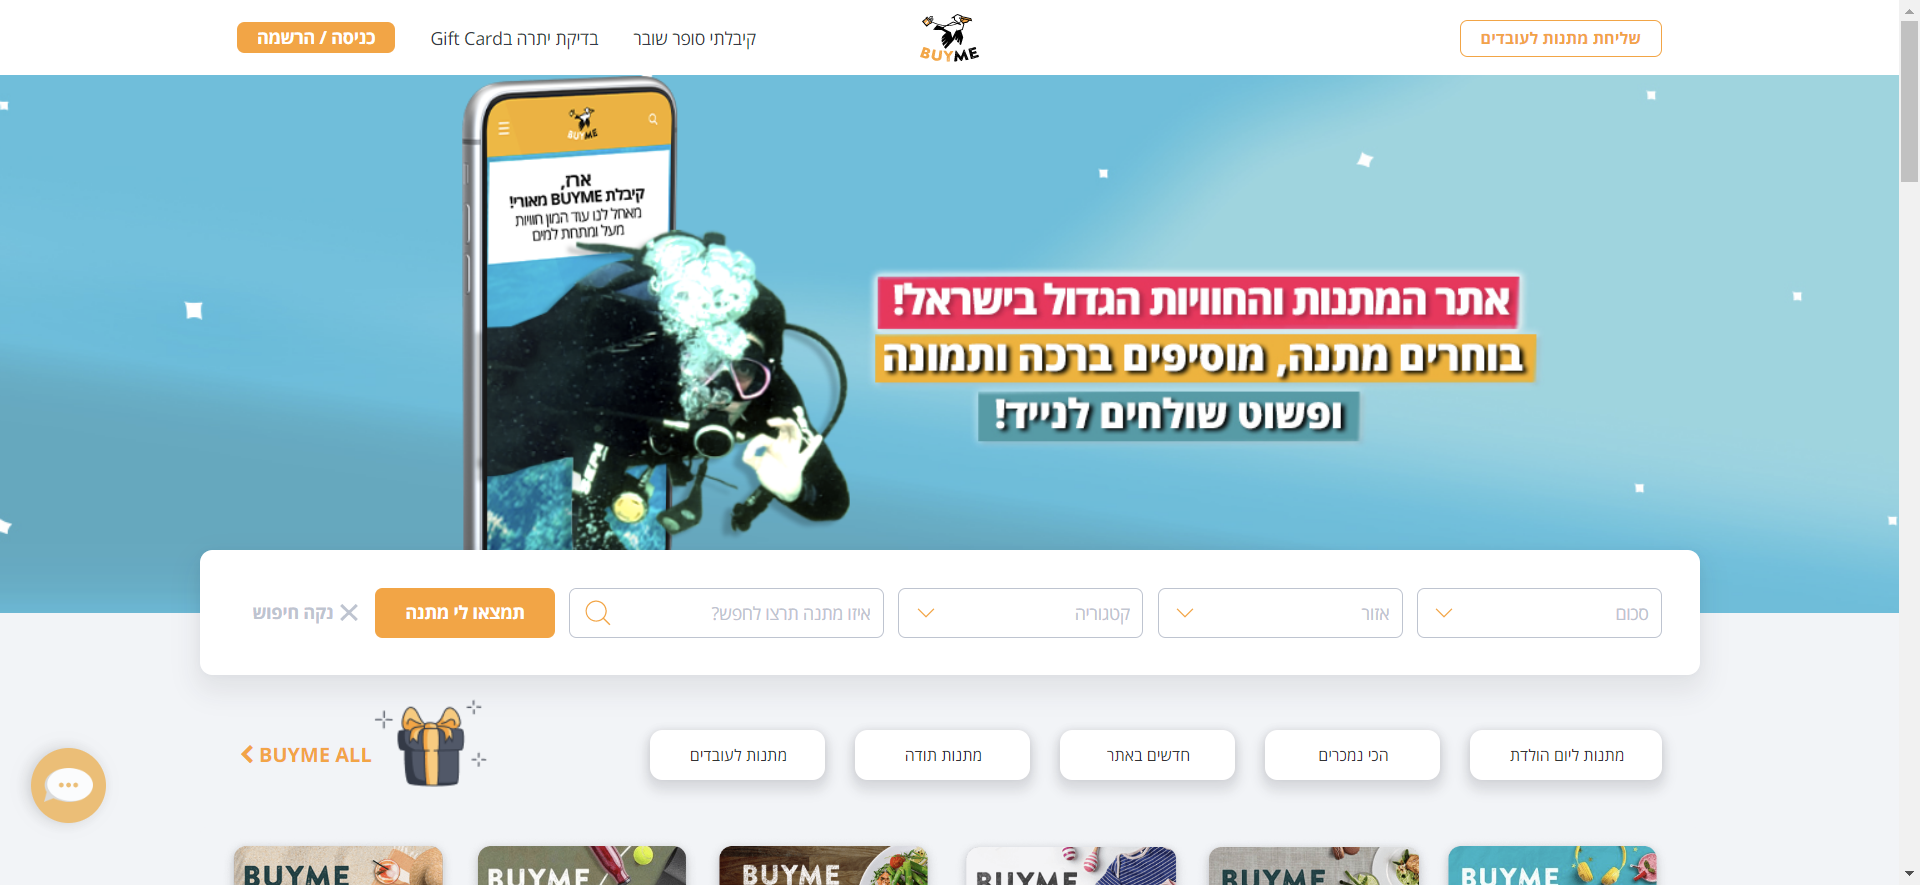 שליחת מתנות לעובדים
BUYME
קיבלתי סופר שובר
בדיקת יתרה בGift Card
כניסה / הרשמה
BUYME
ארז,
קיבלת BUYME מאורי!
מאחל לנו עוד המון חוויות
מעל ומתחת למים
אתר המתנות והחוויות הגדול בישראל!
בוחרים מתנה, מוסיפים ברכה ותמונה
ופשוט שולחים לנייד!
סכום
אזור
קטגוריה
איזו מתנה תרצו לחפש?
תמצאו לי מתנה
נקה חיפוש
מתנות ליום הולדת
הכי נמכרים
חדשים באתר
מתנות תודה
מתנות לעובדים
BUYME ALL
BUYME
BUYME
BUYME
BUYME
BUYME
BUYME